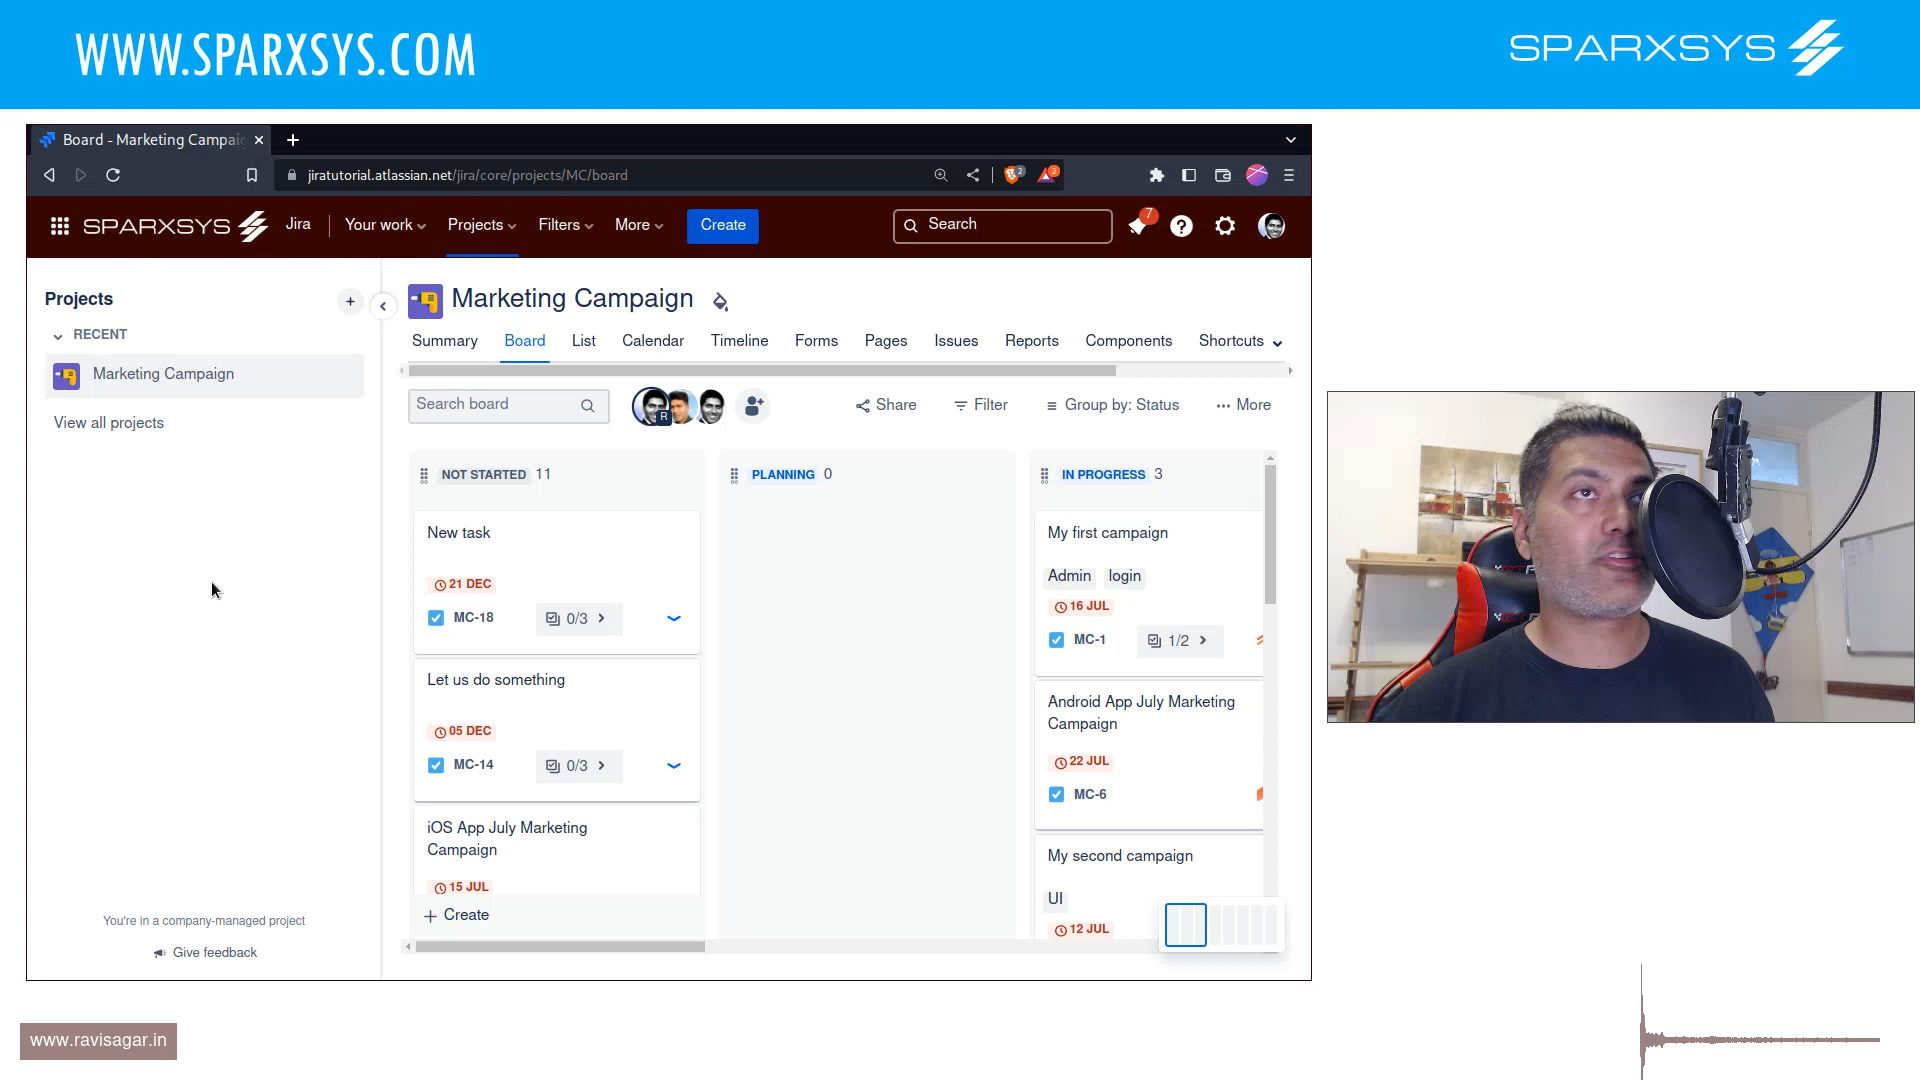 WWW.SPARXSYS.COM
SPARXSYS
Board - Marketing Campaig
jiratutorial.atlassian.net/jira/core/projects/MC/board
2
2
SPARXSYS
Jira
Your work
Projects
Filters
More
Create
Search
7
Projects
RECENT
Marketing Campaign
View all projects
You're in a company-managed project
Give feedback
Marketing Campaign
Summary
Board
List
Calendar
Timeline
Forms
Pages
Issues
Reports
Components
Shortcuts
Search board
R
Share
Filter
Group by: Status
More
NOT STARTED 11
New task
21 DEC
MC-18
0/3
Let us do something
05 DEC
MC-14
0/3
iOS App July Marketing
Campaign
15 JUL
Create
PLANNING 0
IN PROGRESS 3
My first campaign
Admin login
16 JUL
MC-1
1/2
Android App July Marketing
Campaign
22 JUL
MC-6
My second campaign
UI
12 JUL
www.ravisagar.in